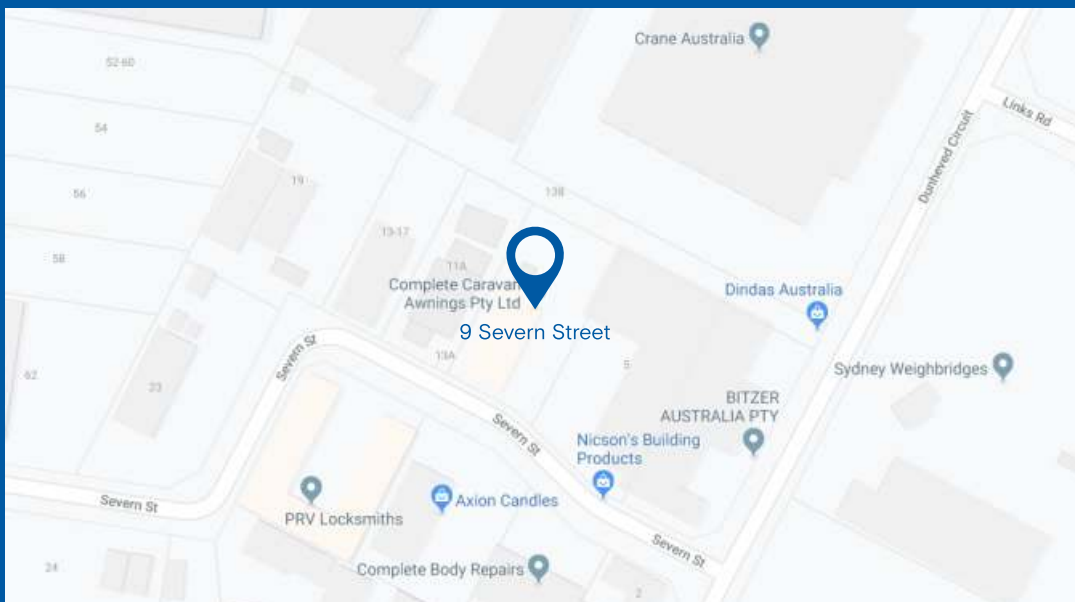 Crane Australia
52-60
Links Rd
54
Dunheved Circuit
19
56
138
13-17
58
11A
Complete Caravan
Awnings Pty Ltd
Dindas Australia
9 Severn Street
Severn St
13A
5
Sydney Weighbridges
62
23
BITZER
AUSTRALIA PTY
Severn St
Nicson's Building
Products
Severn St
Axion Candles
PRV Locksmiths
Severn St
24
Complete Body Repairs
2